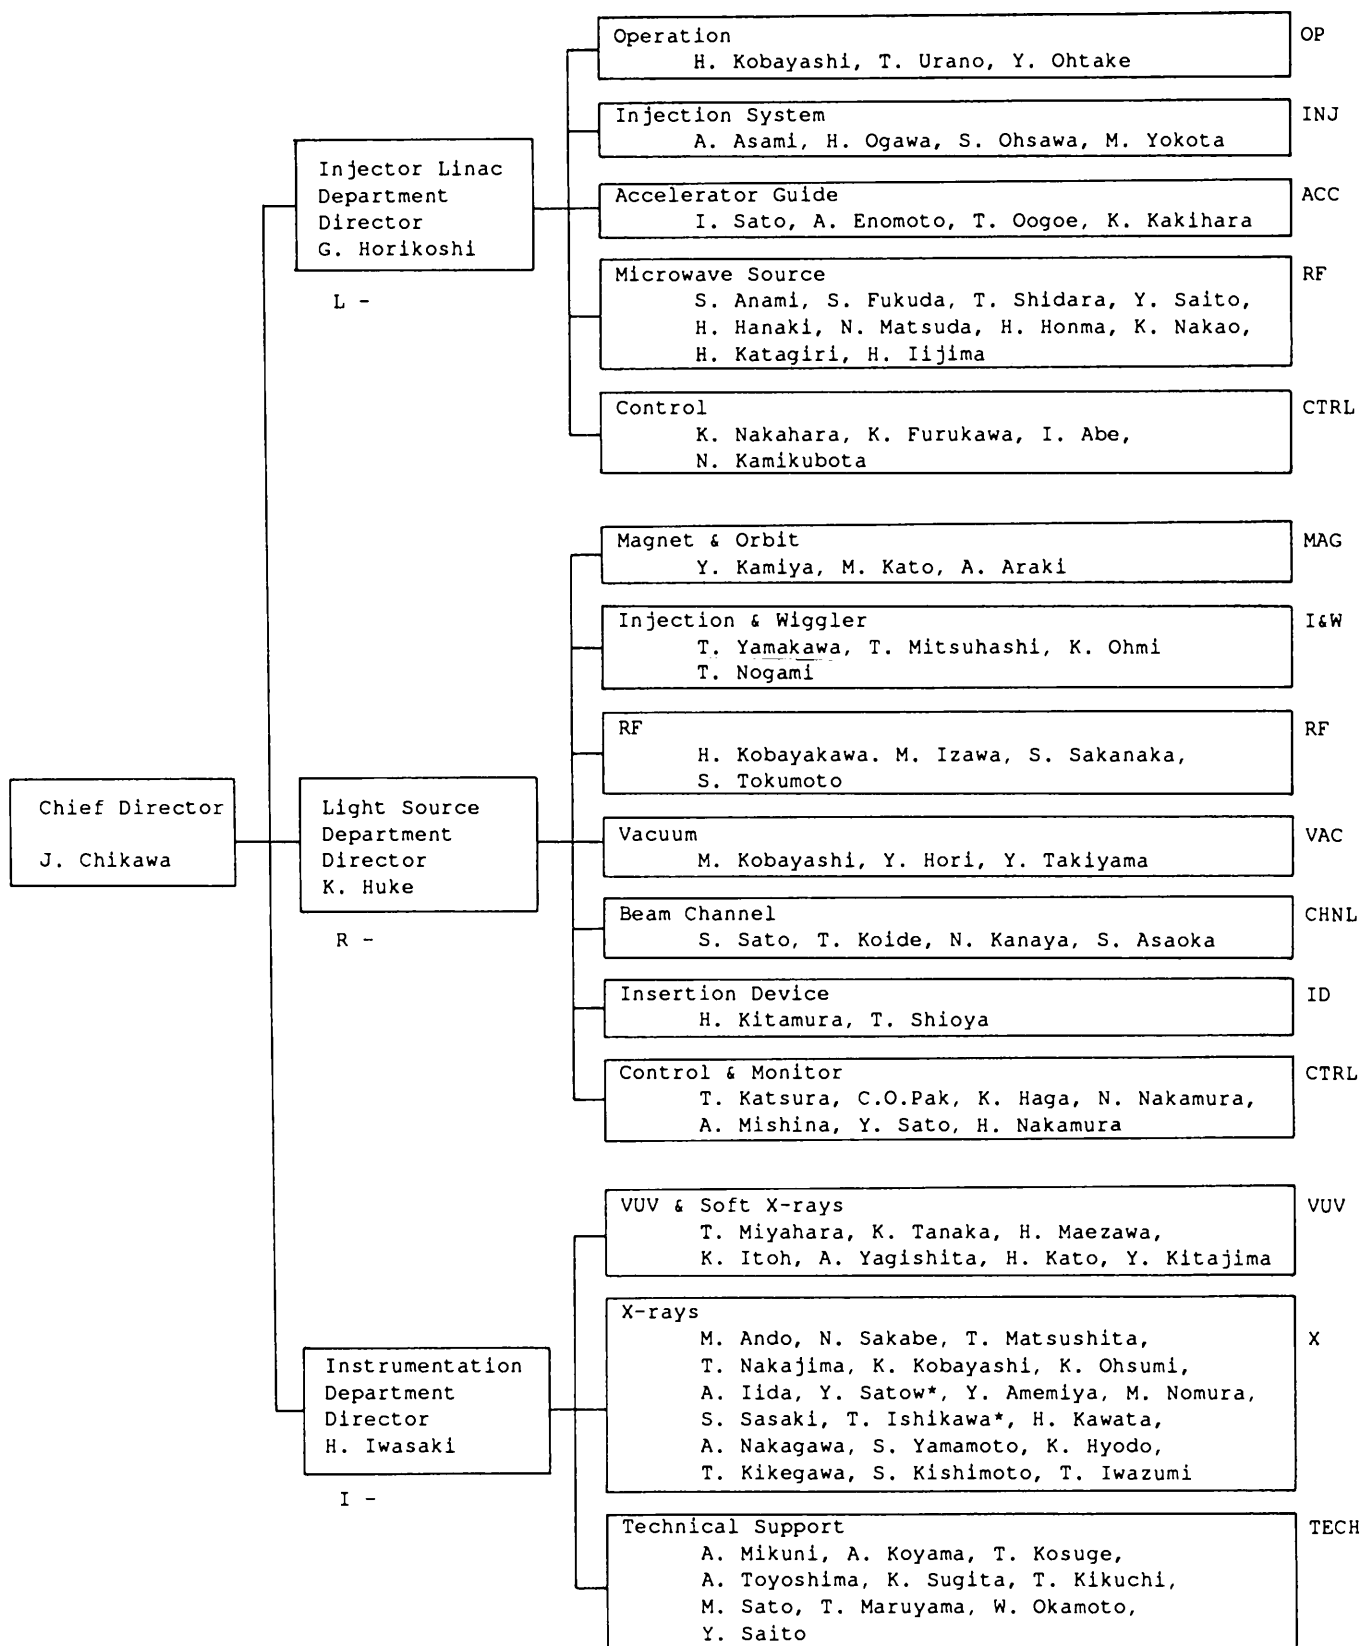 Operation OP
H. Kobayashi, T. Urano, Y. Ohtake
Injection System INJ
A. Asami, H. Ogawa, S. Ohsawa, M. Yokota
Injector Linac
Department
Director
G. Horikoshi
L -
Accelerator Guide ACC
I. Sato, A. Enomoto, T. Oogoe, K. Kakihara
Microwave Source RF
S. Anami, S. Fukuda, T. Shidara, Y. Saito,
H. Hanaki, N. Matsuda, H. Honma, K. Nakao,
H. Katagiri, H. Iijima
Control CTRL
K. Nakahara, K. Furukawa, I. Abe,
N. Kamikubota
Magnet & Orbit MAG
Y. Kamiya, M. Kato, A. Araki
Injection & Wiggler I&W
T. Yamakawa, T. Mitsuhashi, K. Ohmi
T. Nogami
RF RF
H. Kobayakawa. M. Izawa, S. Sakanaka,
S. Tokumoto
Chief Director
J. Chikawa
Light Source
Department
Director
K. Huke
R -
Vacuum VAC
M. Kobayashi, Y. Hori, Y. Takiyama
Beam Channel CHNL
S. Sato, T. Koide, N. Kanaya, S. Asaoka
Insertion Device ID
H. Kitamura, T. Shioya
Control & Monitor CTRL
T. Katsura, C.O.Pak, K. Haga, N. Nakamura,
A. Mishina, Y. Sato, H. Nakamura
VUV & Soft X-rays VUV
T. Miyahara, K. Tanaka, H. Maezawa,
K. Itoh, A. Yagishita, H. Kato, Y. Kitajima
Instrumentation
Department
Director
H. Iwasaki
I -
X-rays X
M. Ando, N. Sakabe, T. Matsushita,
T. Nakajima, K. Kobayashi, K. Ohsumi,
A. Iida, Y. Satow*, Y. Amemiya, M. Nomura,
S. Sasaki, T. Ishikawa*, H. Kawata,
A. Nakagawa, S. Yamamoto, K. Hyodo,
T. Kikegawa, S. Kishimoto, T. Iwazumi
Technical Support TECH
A. Mikuni, A. Koyama, T. Kosuge,
A. Toyoshima, K. Sugita, T. Kikuchi,
M. Sato, T. Maruyama, W. Okamoto,
Y. Saito